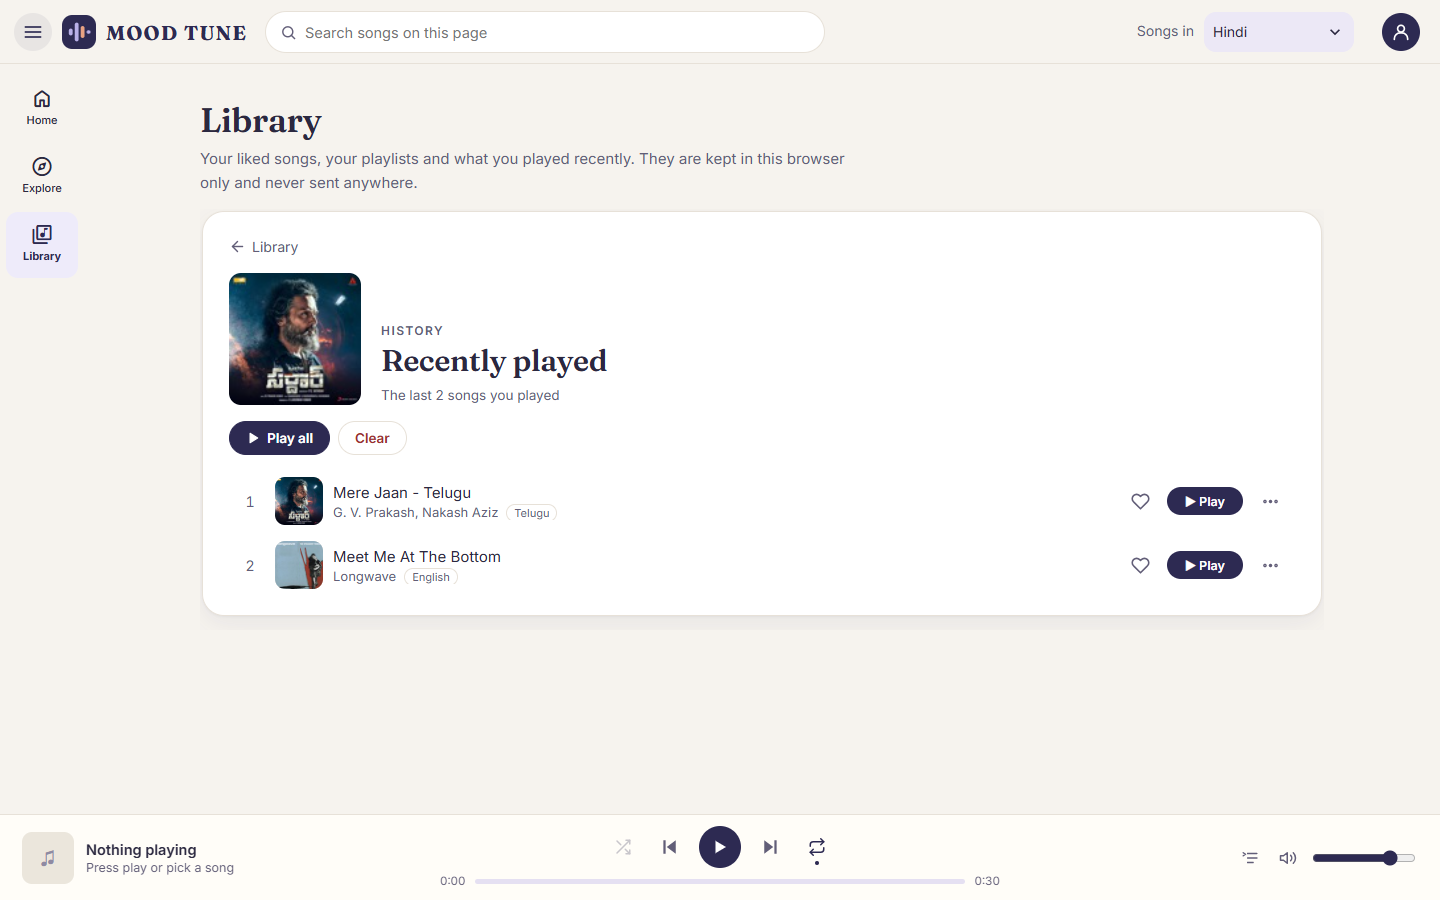 MOOD TUNE
Search songs on this page
Songs in
Hindi
Home
Explore
Library
Library
Your liked songs, your playlists and what you played recently. They are kept in this browser
only and never sent anywhere.
Library
సర్దార్
HISTORY
Recently played
The last 2 songs you played
Play all
Clear
1
సర్దార్
Mere Jaan - Telugu
G. V. Prakash, Nakash Aziz
Telugu
Play
2
Meet Me At The Bottom
Longwave
English
Play
Nothing playing
Press play or pick a song
0:00
0:30